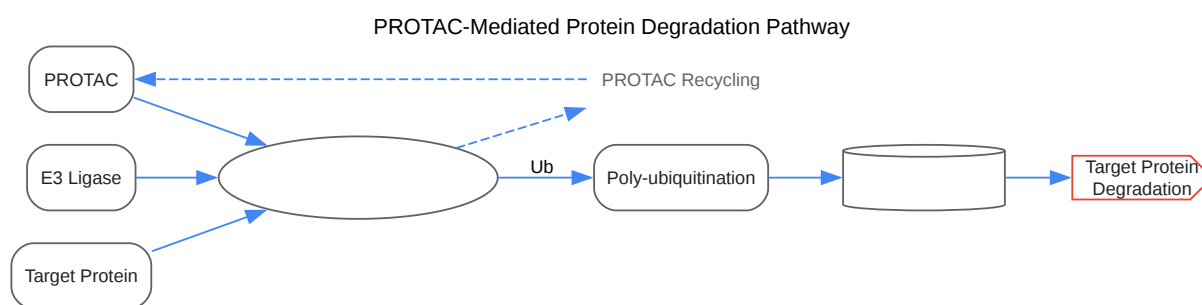 PROTAC-Mediated Protein Degradation Pathway
PROTAC
PROTAC Recycling
E3 Ligase
Ub
Poly-ubiquitination
Target Protein
Degradation
Target Protein